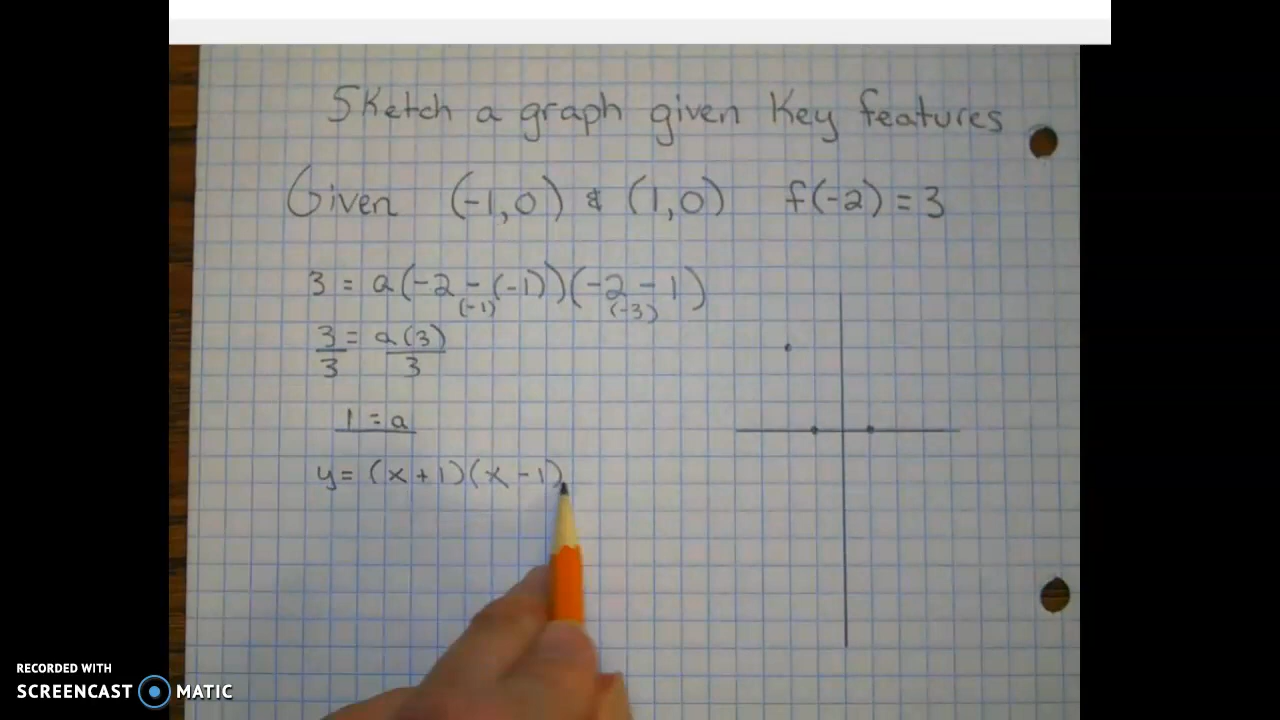 Sketch a graph given Key features
Given (-1,0) & (1,0) f(-2) = 3
3 = a(-2 - (-1))(-2 - 1)
(-1) (-3)
3 = a(3)
3 3
1 = a
y = (x + 1)(x - 1)
RECORDED WITH
SCREENCAST MATIC